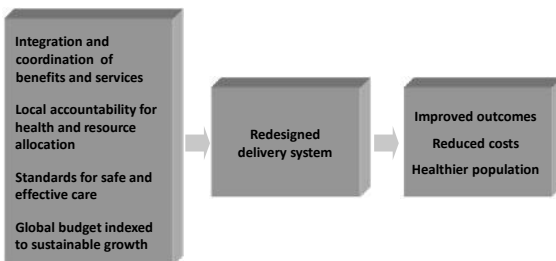 Integration and
coordination of
benefits and services
Local accountability for
health and resource
allocation
Standards for safe and
effective care
Global budget indexed
to sustainable growth
Redesigned
delivery system
Improved outcomes
Reduced costs
Healthier population